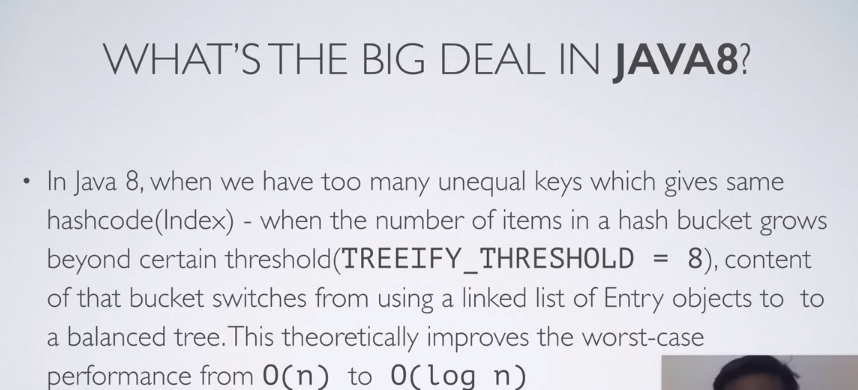 WHAT'S THE BIG DEAL IN JAVA8?
• In Java 8, when we have too many unequal keys which gives same
hashcode(Index) - when the number of items in a hash bucket grows
beyond certain threshold(TREEIFY_THRESHOLD = 8), content
of that bucket switches from using a linked list of Entry objects to to
a balanced tree. This theoretically improves the worst-case
performance from O(n) to O(log n)